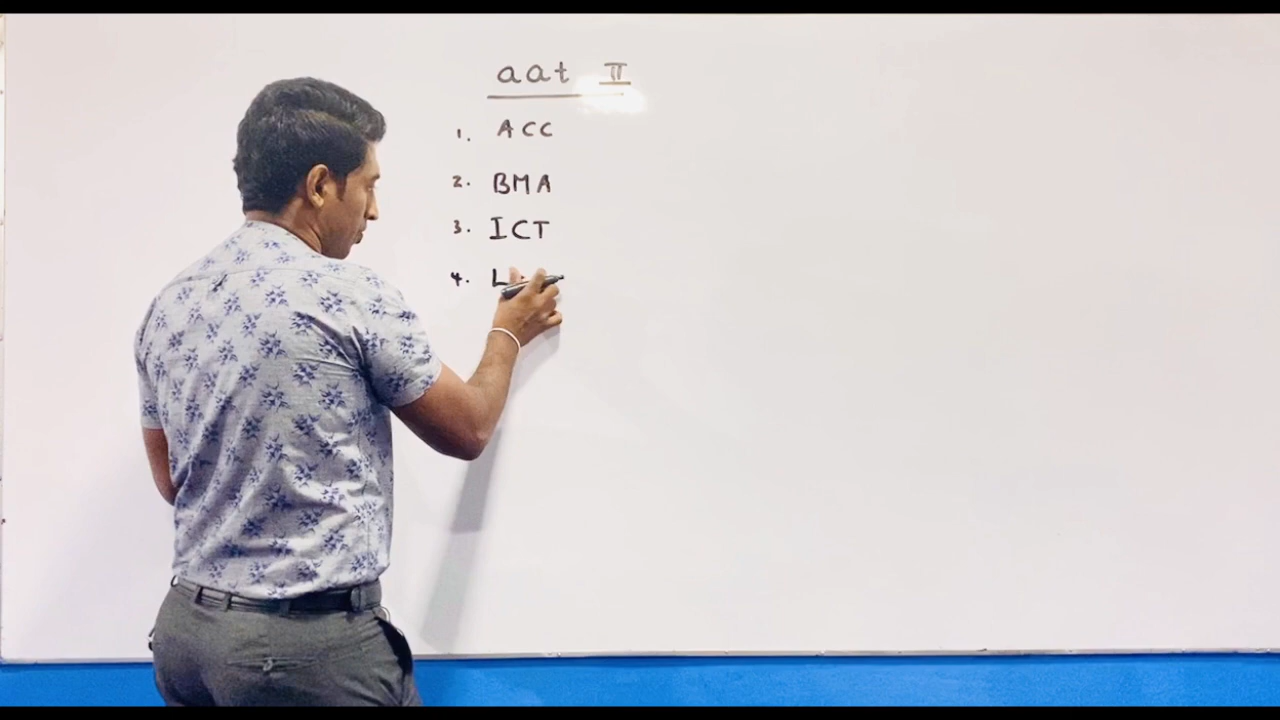 aat II
1. ACC
2. BMA
3. ICT
4. L